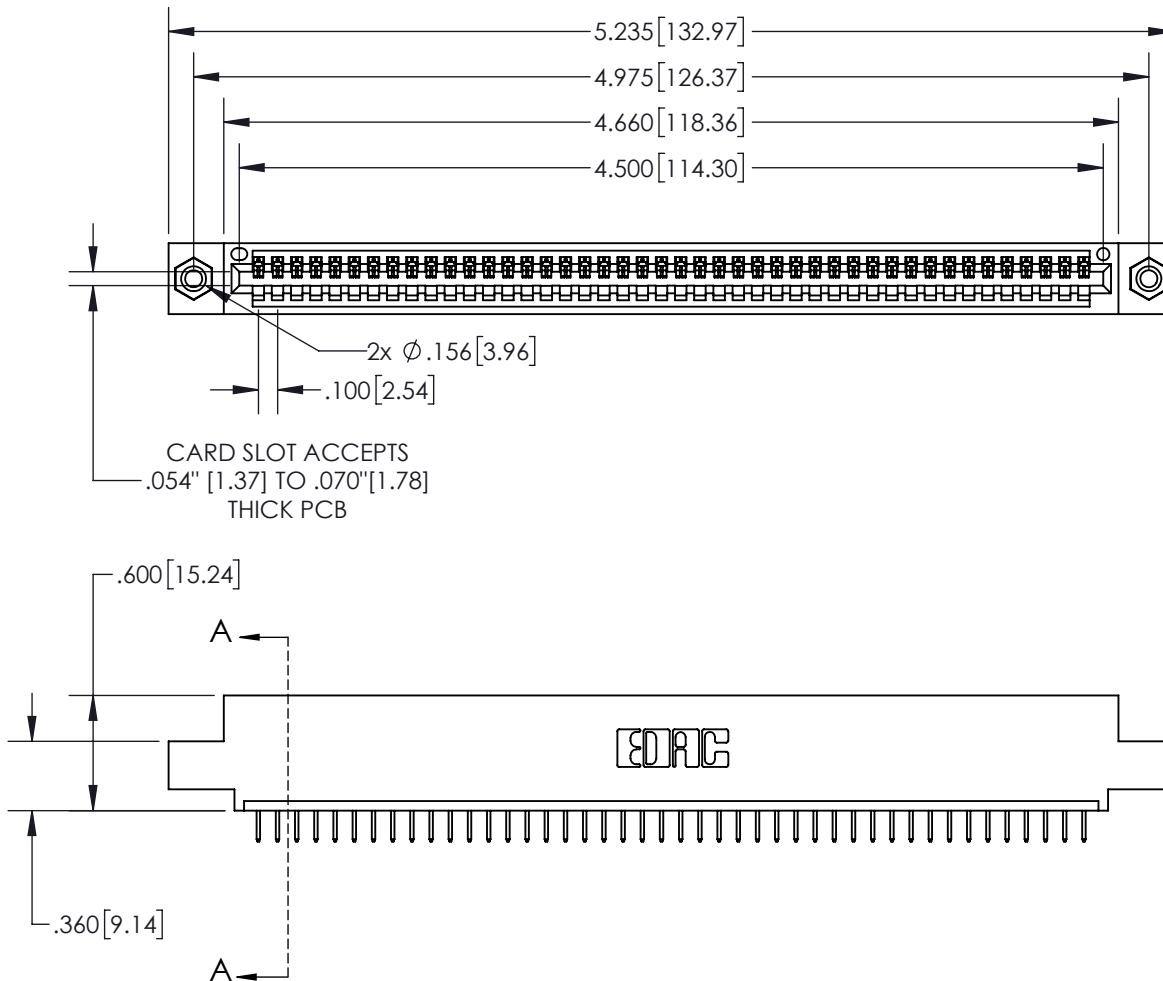 5.235[132.97]
4.975[126.37]
4.660[118.36]
4.500[114.30]
2x Ø.156[3.96]
.100[2.54]
CARD SLOT ACCEPTS
.054" [1.37] TO .070"[1.78]
THICK PCB
.600[15.24]
A
EDAC
.360[9.14]
A